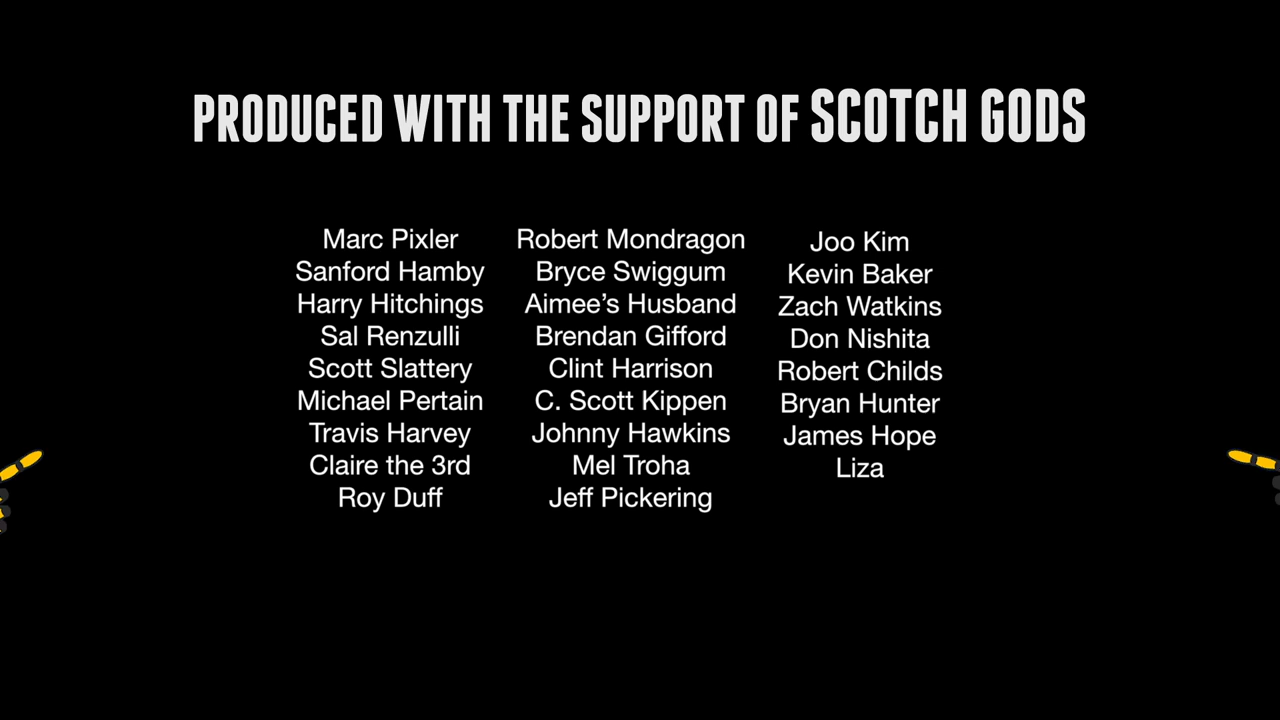 PRODUCED WITH THE SUPPORT OF SCOTCH GODS
Marc Pixler
Sanford Hamby
Harry Hitchings
Sal Renzulli
Scott Slattery
Michael Pertain
Travis Harvey
Claire the 3rd
Roy Duff
Robert Mondragon
Bryce Swiggum
Aimee’s Husband
Brendan Gifford
Clint Harrison
C. Scott Kippen
Johnny Hawkins
Mel Troha
Jeff Pickering
Joo Kim
Kevin Baker
Zach Watkins
Don Nishita
Robert Childs
Bryan Hunter
James Hope
Liza